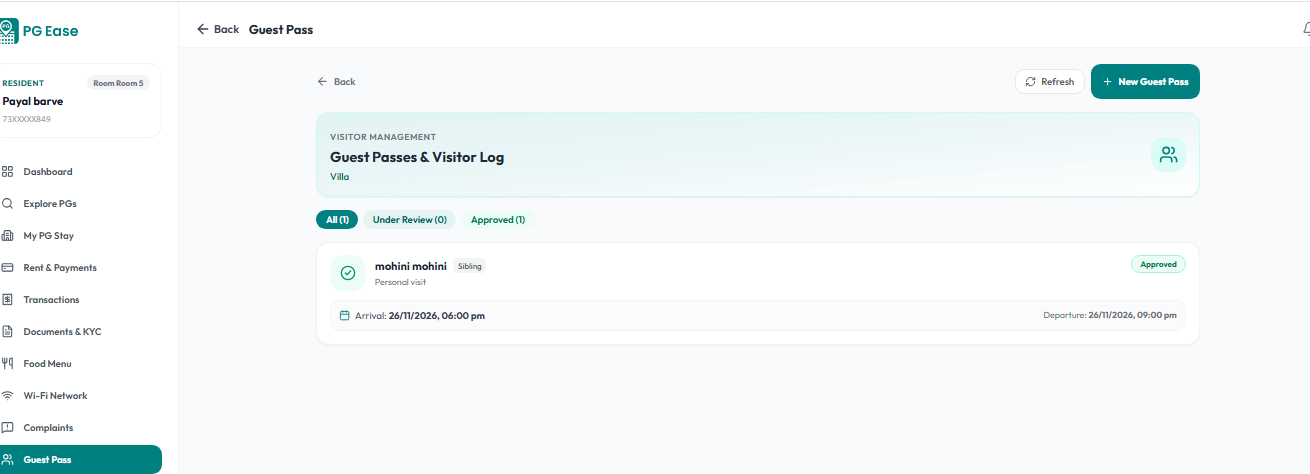 PG Ease
RESIDENT
Room Room 5
Payal barve
73XXXXX849
Dashboard
Explore PGs
My PG Stay
Rent & Payments
Transactions
Documents & KYC
Food Menu
Wi-Fi Network
Complaints
Guest Pass
Back Guest Pass
Back
Refresh
+ New Guest Pass
VISITOR MANAGEMENT
Guest Passes & Visitor Log
Villa
All (1) Under Review (0) Approved (1)
mohini mohini Sibling
Approved
Personal visit
Arrival: 26/11/2026, 06:00 pm
Departure: 26/11/2026, 09:00 pm